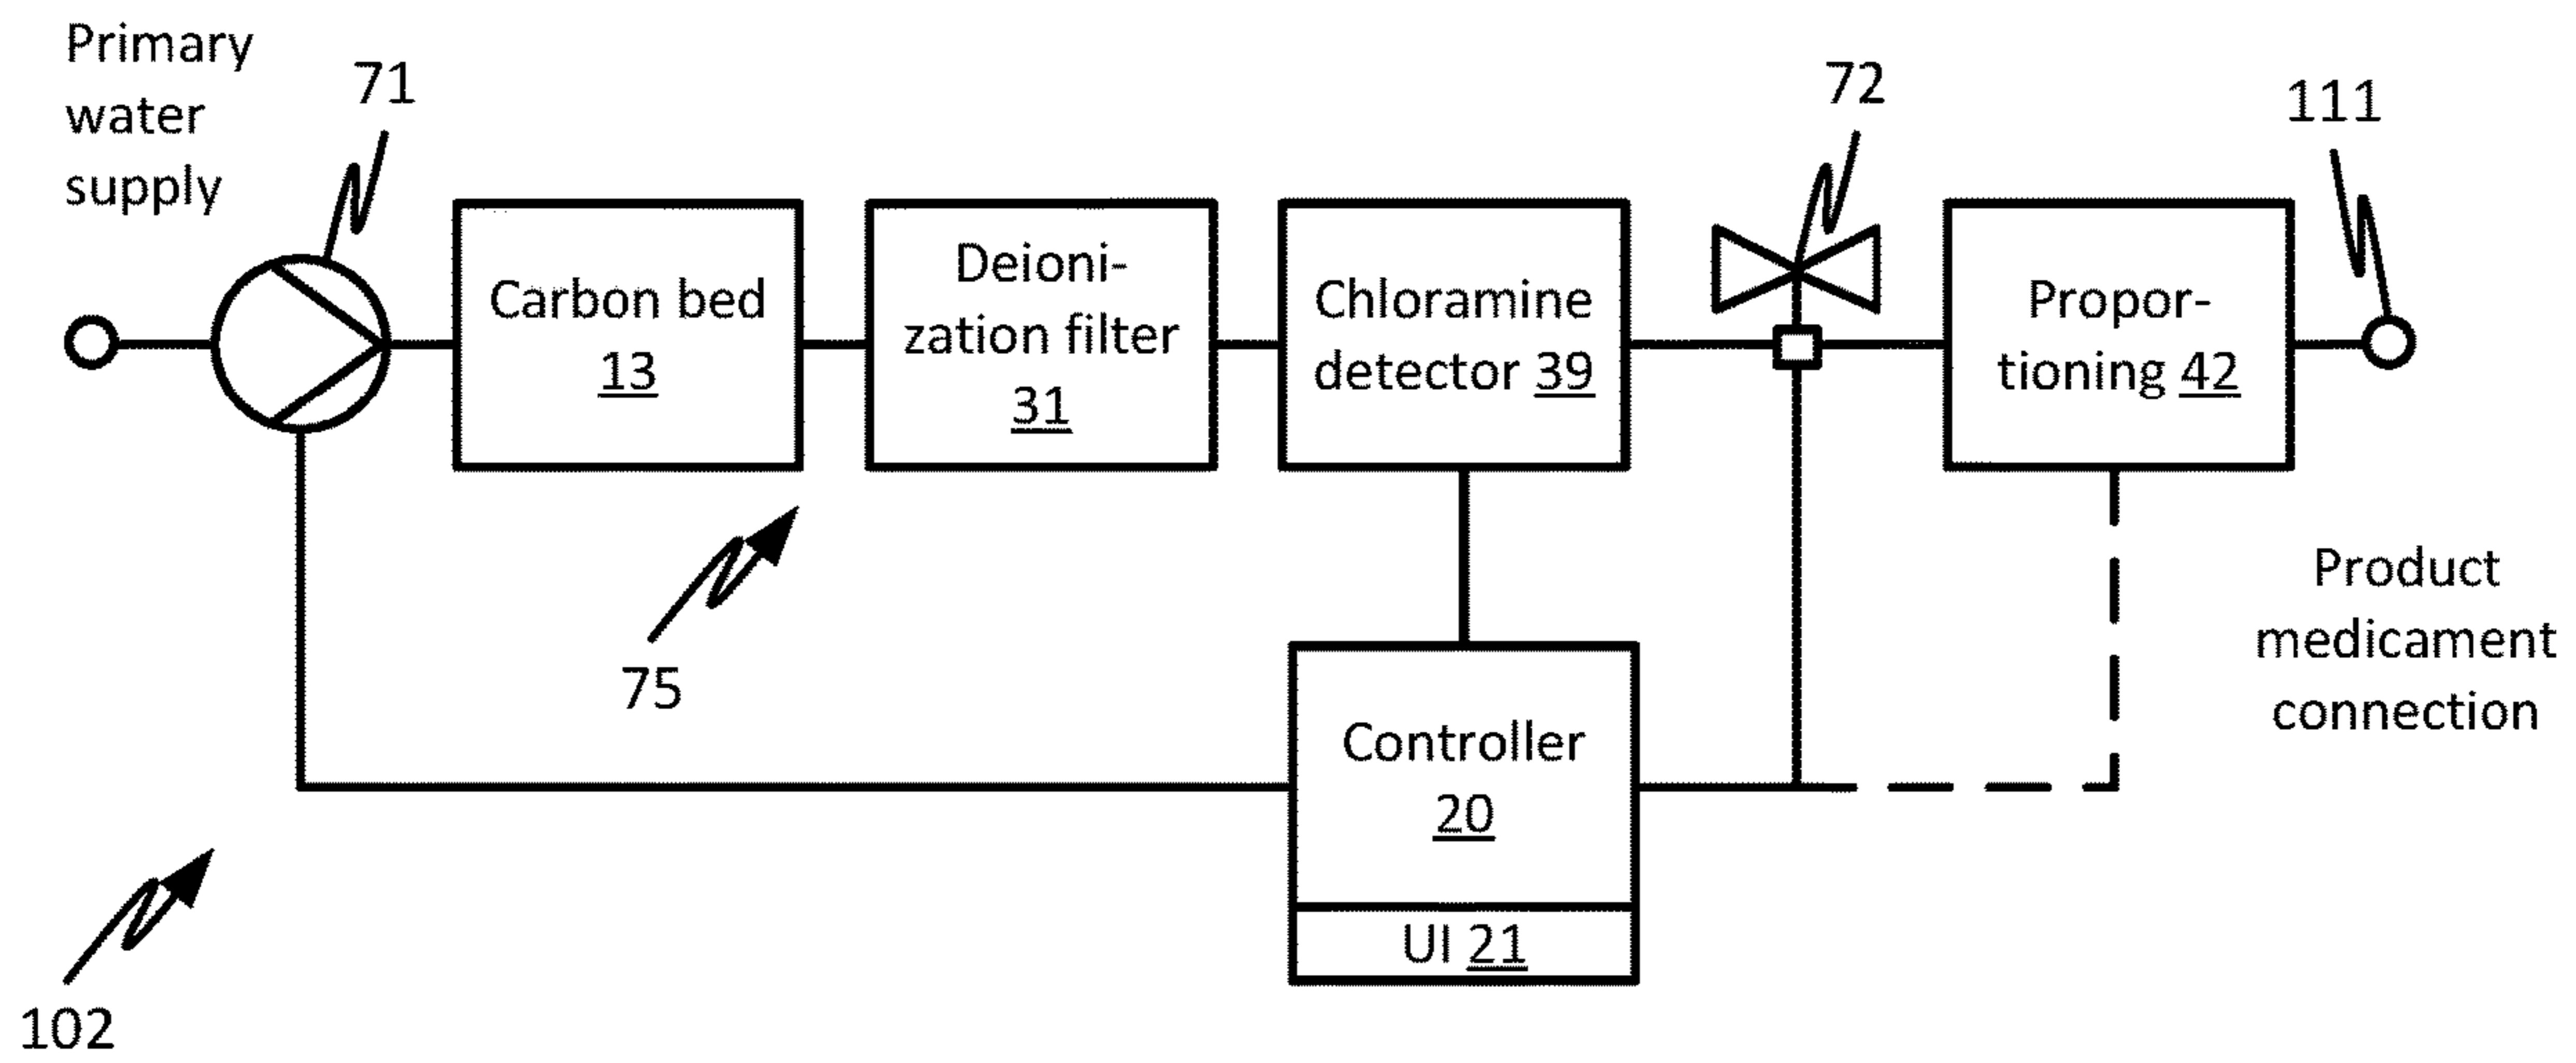 Primary
water
supply
71
72
111
Carbon bed
13
Deioni-
zation filter
31
Chloramine
detector 39
Propor-
tioning 42
75
Product
medicament
connection
Controller
20
UI 21
102